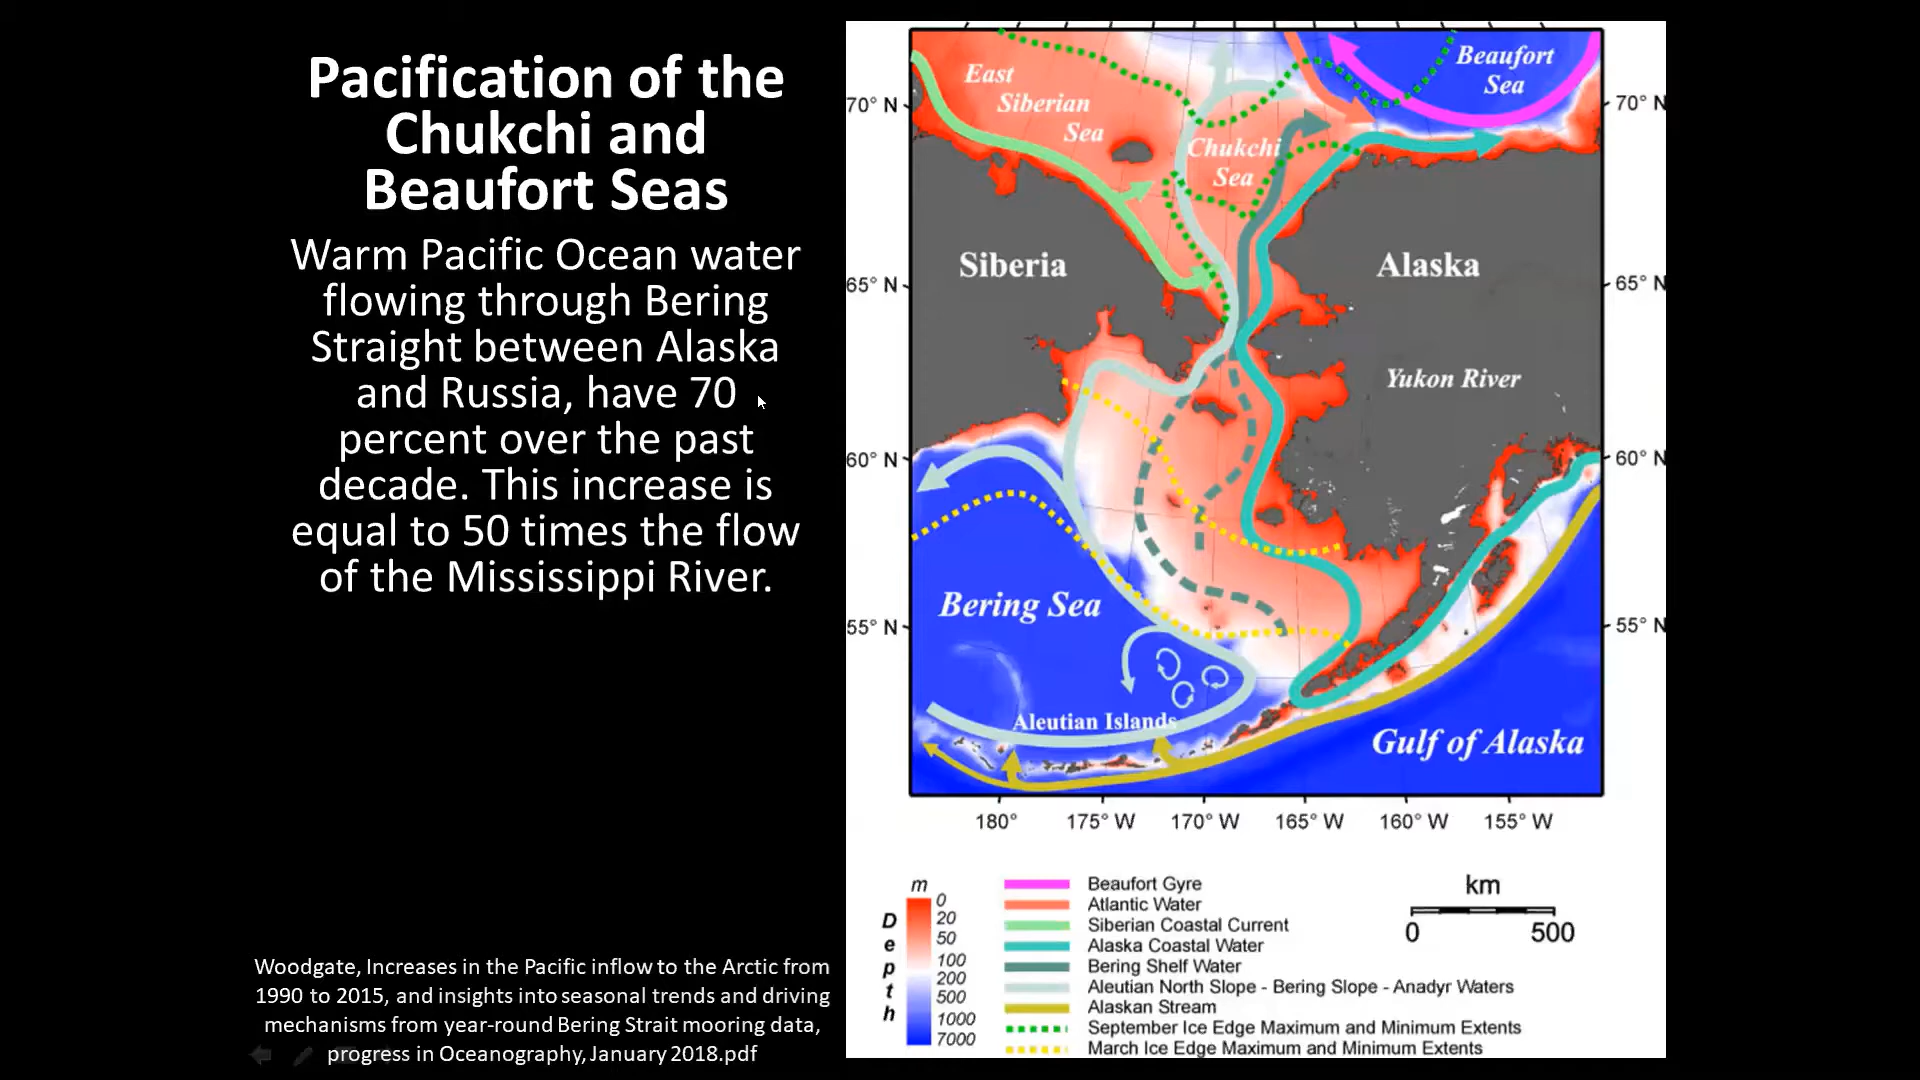 Pacification of the
Chukchi and
Beaufort Seas
Warm Pacific Ocean water
flowing through Bering
Straight between Alaska
and Russia, have 70
percent over the past
decade. This increase is
equal to 50 times the flow
of the Mississippi River.
Woodgate, Increases in the Pacific inflow to the Arctic from
1990 to 2015, and insights into seasonal trends and driving
mechanisms from year-round Bering Strait mooring data,
progress in Oceanography, January 2018.pdf
Beaufort
Sea
East
Siberian
Sea
70° N
70° N
Chukchi
Sea
Siberia
Alaska
65° N
65° N
Yukon River
60° N
60° N
Bering Sea
55° N
55° N
Aleutian Islands
Gulf of Alaska
180°
175° W
170° W
165° W
160° W
155° W
Depth
m
0
20
50
100
200
500
1000
7000
Beaufort Gyre
Atlantic Water
Siberian Coastal Current
Alaska Coastal Water
Bering Shelf Water
Aleutian North Slope - Bering Slope - Anadyr Waters
Alaskan Stream
September Ice Edge Maximum and Minimum Extents
March Ice Edge Maximum and Minimum Extents
km
0
500